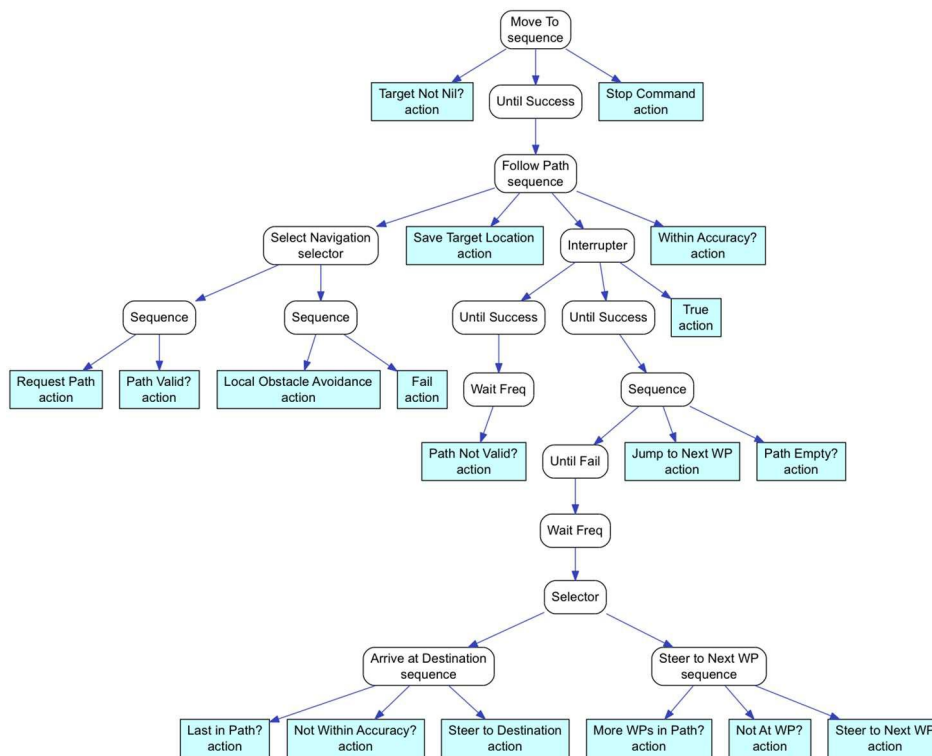 Move To
sequence
Target Not Nil?
action
Until Success
Stop Command
action
Follow Path
sequence
Select Navigation
selector
Save Target Location
action
Interrupter
Within Accuracy?
action
Sequence
Sequence
Until Success
Until Success
True
action
Request Path
action
Path Valid?
action
Local Obstacle Avoidance
action
Fail
action
Wait Freq
Sequence
Path Not Valid?
action
Until Fail
Jump to Next WP
action
Path Empty?
action
Wait Freq
Selector
Arrive at Destination
sequence
Steer to Next WP
sequence
Last in Path?
action
Not Within Accuracy?
action
Steer to Destination
action
More WPs in Path?
action
Not At WP?
action
Steer to Next WP
action